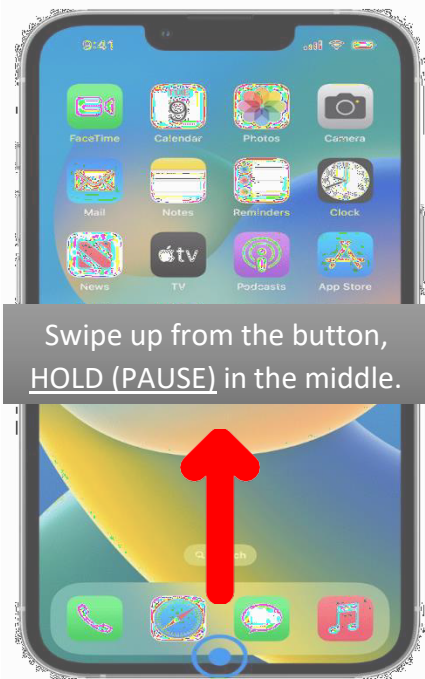 9:41
FaceTime Calendar Photos Camera
9
Mail Notes Reminders Clock
tv
News TV Podcasts App Store
Swipe up from the button,
HOLD (PAUSE) in the middle.